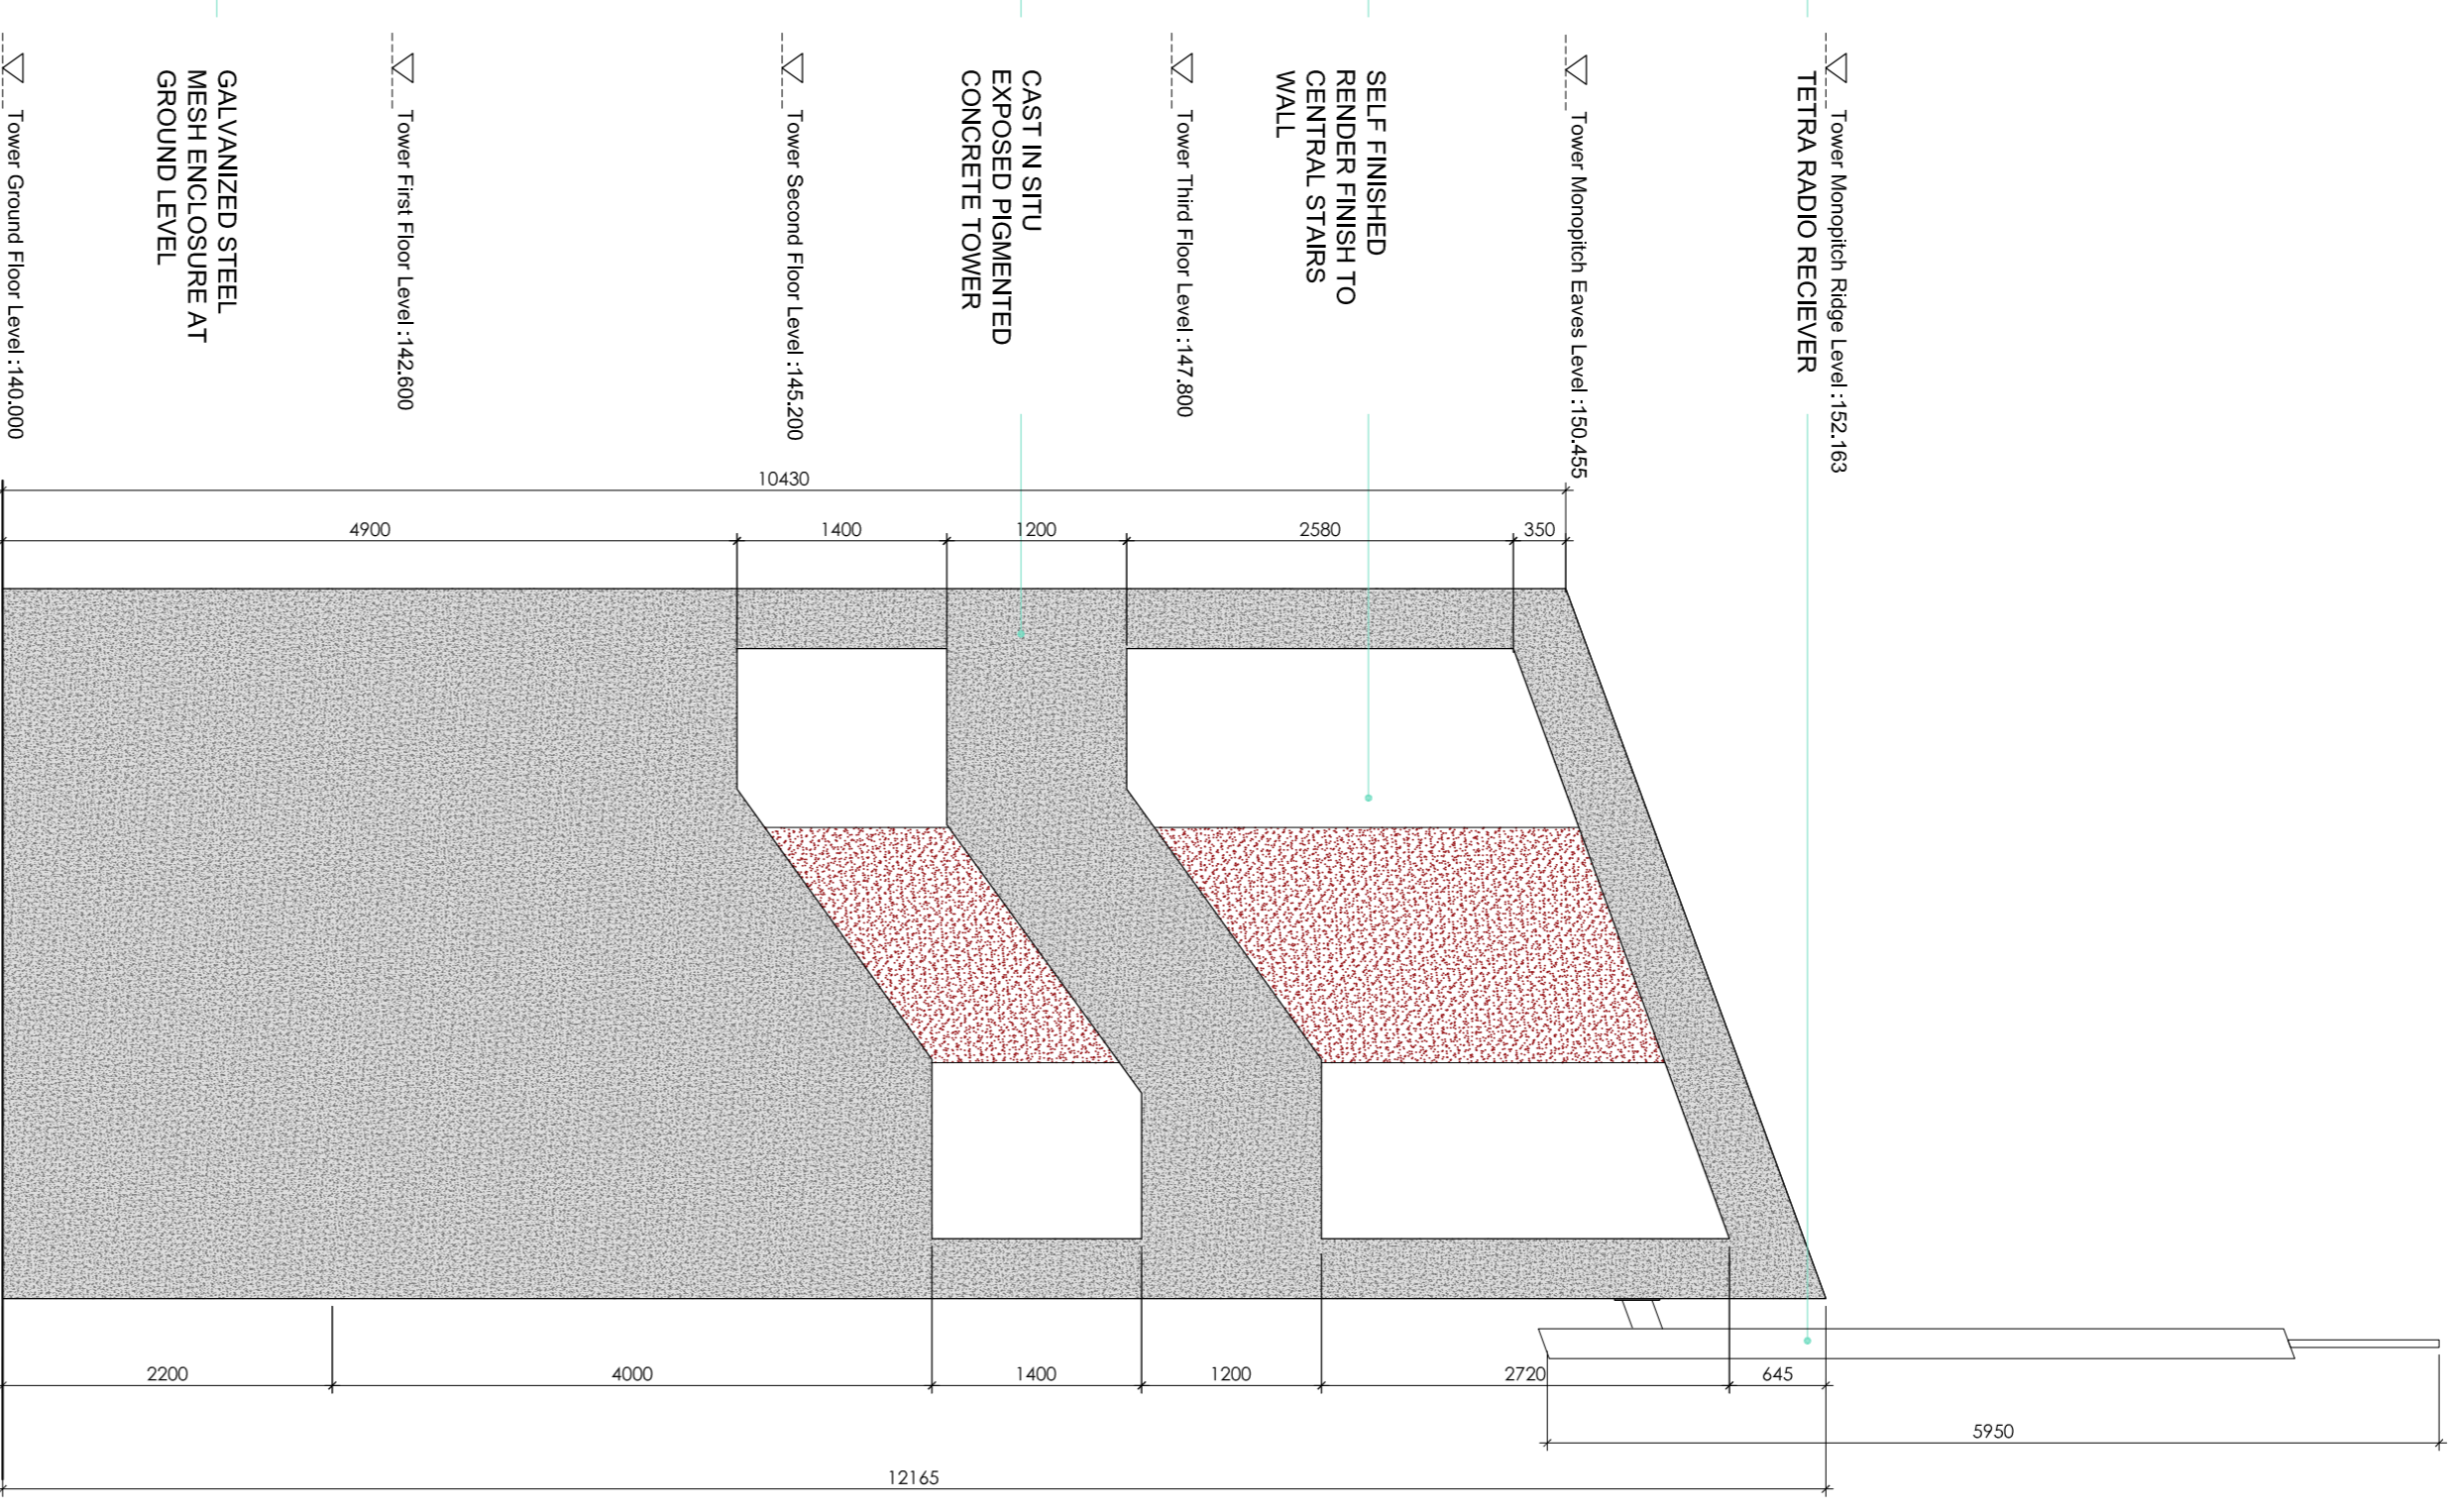 Tower Monopitch Ridge Level :152.163
TETRA RADIO RECIEVER
Tower Monopitch Eaves Level :150.455
SELF FINISHED
RENDER FINISH TO
CENTRAL STAIRS
WALL
Tower Third Floor Level :147.800
CAST IN SITU
EXPOSED PIGMENTED
CONCRETE TOWER
Tower Second Floor Level :145.200
Tower First Floor Level :142.600
GALVANIZED STEEL
MESH ENCLOSURE AT
GROUND LEVEL
Tower Ground Floor Level :140.000
10430
4900
1400
1200
2580
350
2200
4000
1400
1200
2720
645
5950
12165